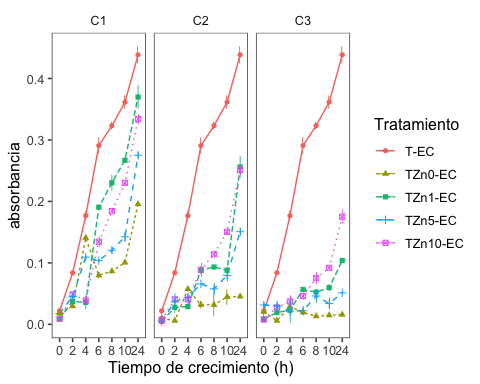 C1 C2 C3
absorbancia
0.4
0.3
0.2
0.1
0.0
0 2 4 6 8 10 24 0 2 4 6 8 10 24 0 2 4 6 8 10 24
Tiempo de crecimiento (h)
Tratamiento
T-EC
TZn0-EC
TZn1-EC
TZn5-EC
TZn10-EC